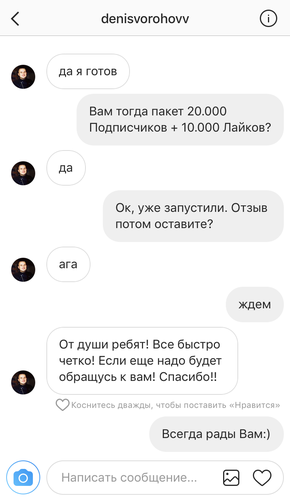 denisvorohovv
да я готов
Вам тогда пакет 20.000
Подписчиков + 10.000 Лайков?
да
Ок, уже запустили. Отзыв
потом оставите?
ага
ждем
От души ребят! Все быстро
четко! Если еще надо будет
обращусь к вам! Спасибо!!
Коснитесь дважды, чтобы поставить «Нравится»
Всегда рады Вам:)
Написать сообщение...